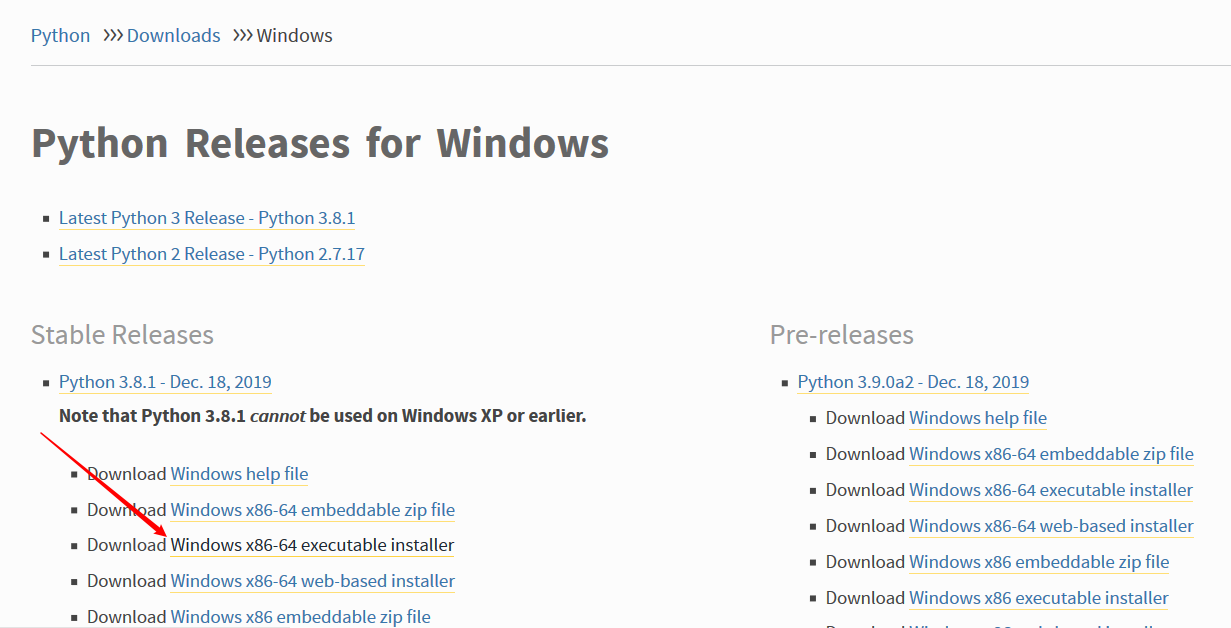 Python >>> Downloads >>> Windows
Python Releases for Windows
Latest Python 3 Release - Python 3.8.1
Latest Python 2 Release - Python 2.7.17
Stable Releases
Python 3.8.1 - Dec. 18, 2019
Note that Python 3.8.1 cannot be used on Windows XP or earlier.
Download Windows help file
Download Windows x86-64 embeddable zip file
Download Windows x86-64 executable installer
Download Windows x86-64 web-based installer
Download Windows x86 embeddable zip file
Pre-releases
Python 3.9.0a2 - Dec. 18, 2019
Download Windows help file
Download Windows x86-64 embeddable zip file
Download Windows x86-64 executable installer
Download Windows x86-64 web-based installer
Download Windows x86 embeddable zip file
Download Windows x86 executable installer